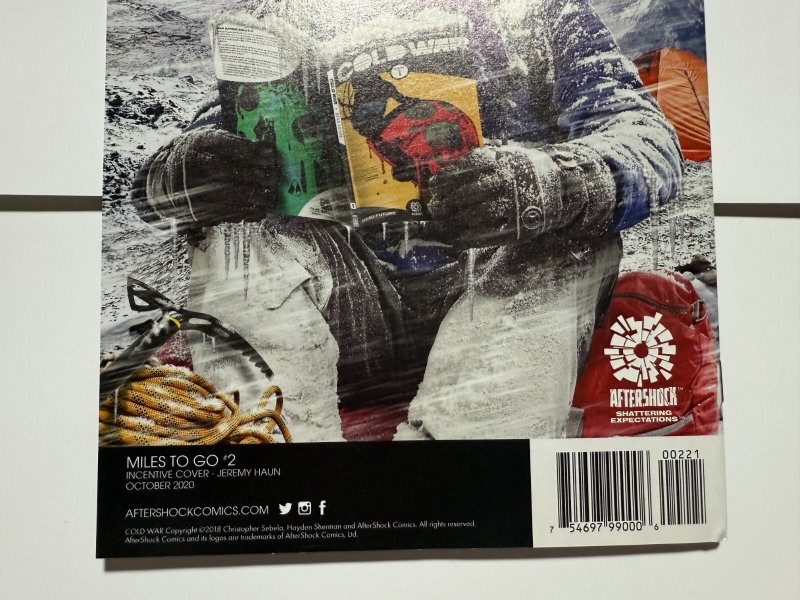 COLD WAR
1
AFTERSHOCK™
SHATTERING
EXPECTATIONS
MILES TO GO #2
INCENTIVE COVER - JEREMY HAUN
OCTOBER 2020
AFTERSHOCKCOMICS.COM
COLD WAR Copyright ©2018 Christopher Sebela, Hayden Sherman and AfterShock Comics. All rights reserved.
AfterShock Comics and its logos are trademarks of AfterShock Comics, Ltd.
00221
7 54697 99000 6